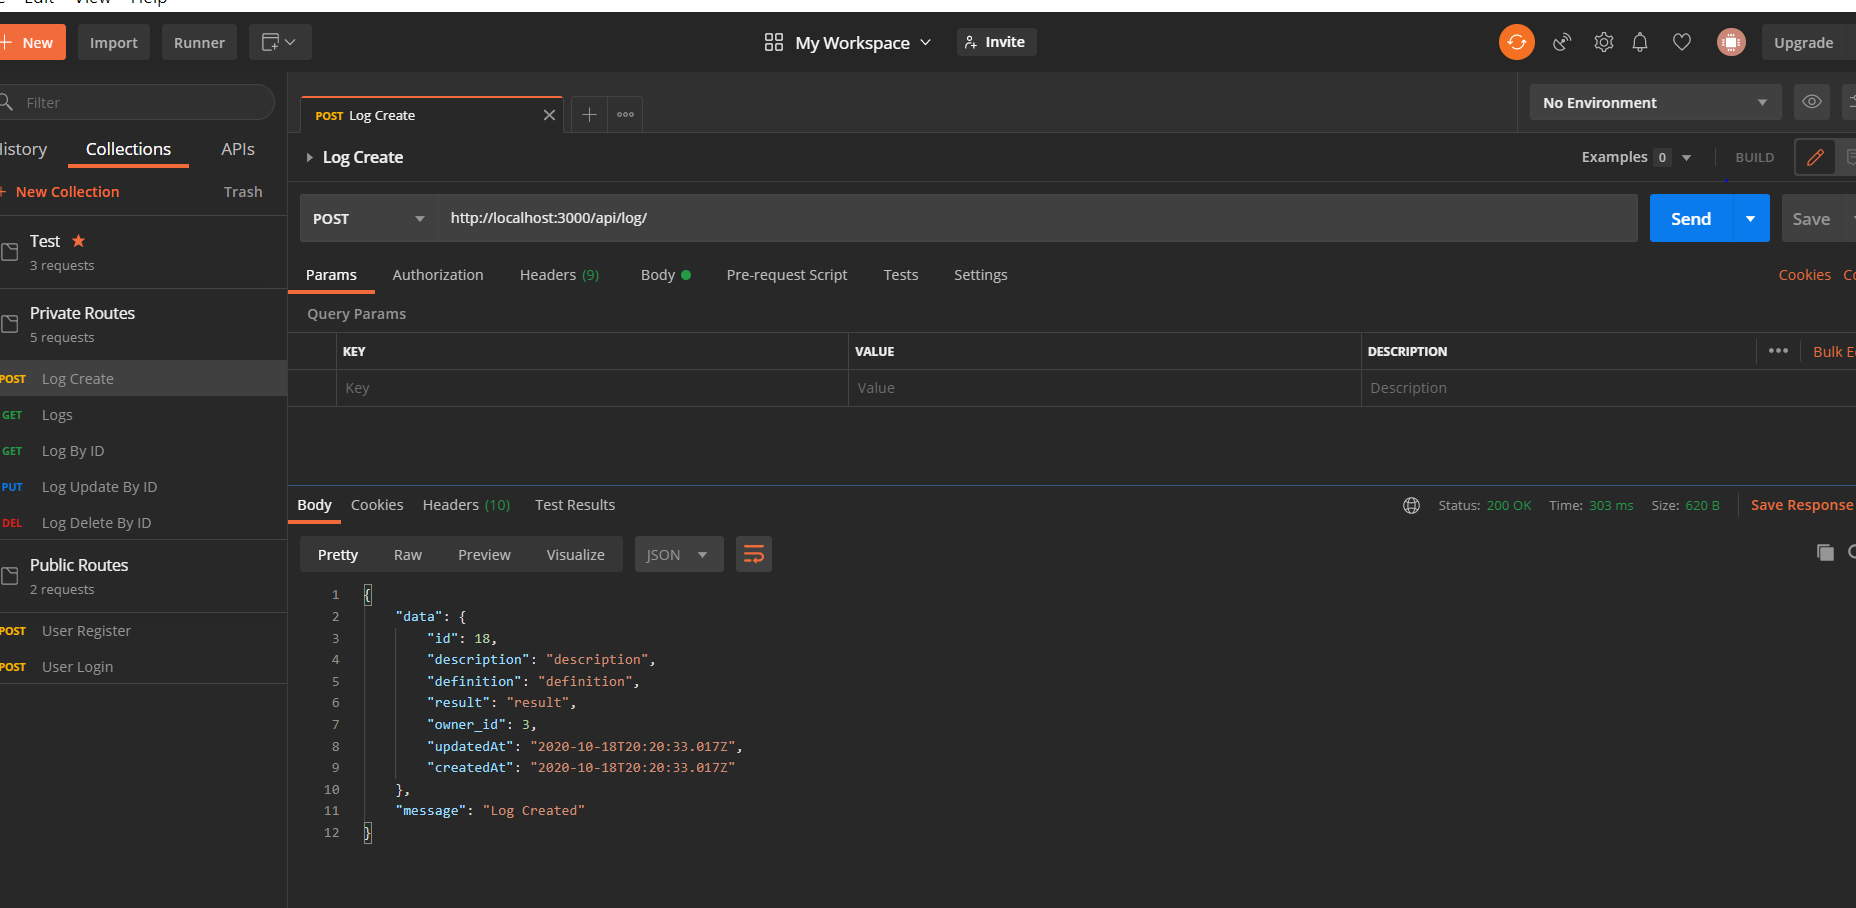 Edit View Help
New Import Runner My Workspace Invite Upgrade
Filter
POST Log Create
No Environment
History Collections APIs
Log Create
Examples 0 BUILD
New Collection Trash
POST http://localhost:3000/api/log/ Send Save
Test
3 requests
Params Authorization Headers (9) Body Pre-request Script Tests Settings Cookies
Query Params
Private Routes
5 requests
KEY VALUE DESCRIPTION Bulk E
Key Value Description
POST Log Create
GET Logs
GET Log By ID
PUT Log Update By ID
DEL Log Delete By ID
Body Cookies Headers (10) Test Results Status: 200 OK Time: 303 ms Size: 620 B Save Response
Public Routes
2 requests
POST User Register
POST User Login
Pretty Raw Preview Visualize JSON
1 {
2 "data": {
3 "id": 18,
4 "description": "description",
5 "definition": "definition",
6 "result": "result",
7 "owner_id": 3,
8 "updatedAt": "2020-10-18T20:20:33.017Z",
9 "createdAt": "2020-10-18T20:20:33.017Z"
10 },
11 "message": "Log Created"
12 }